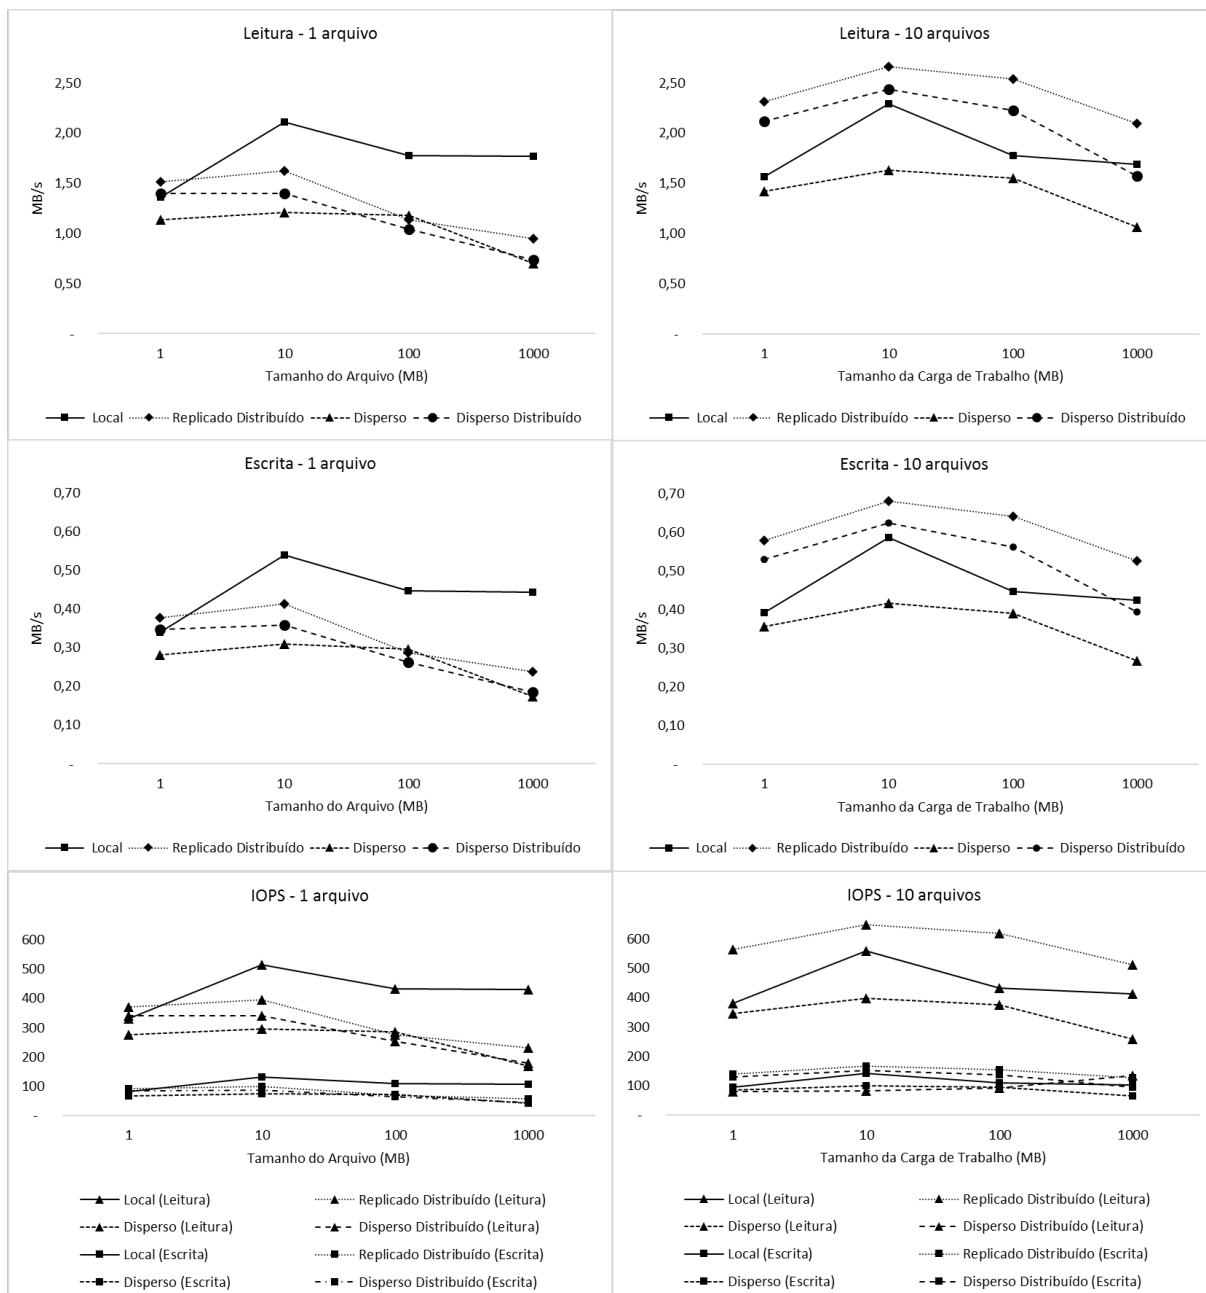 Leitura - 1 arquivo
2,50
2,00
1,50
1,00
0,50
-
MB/s
1 10 100 1000
Tamanho do Arquivo (MB)
Local Replicado Distribuído Disperso Disperso Distribuído
Leitura - 10 arquivos
2,50
2,00
1,50
1,00
0,50
-
MB/s
1 10 100 1000
Tamanho da Carga de Trabalho (MB)
Local Replicado Distribuído Disperso Disperso Distribuído
Escrita - 1 arquivo
0,70
0,60
0,50
0,40
0,30
0,20
0,10
-
MB/s
1 10 100 1000
Tamanho do Arquivo (MB)
Local Replicado Distribuído Disperso Disperso Distribuído
Escrita - 10 arquivos
0,70
0,60
0,50
0,40
0,30
0,20
0,10
-
MB/s
1 10 100 1000
Tamanho da Carga de Trabalho (MB)
Local Replicado Distribuído Disperso Disperso Distribuído
IOPS - 1 arquivo
600
500
400
300
200
100
-
1 10 100 1000
Tamanho do Arquivo (MB)
Local (Leitura) Replicado Distribuído (Leitura)
Disperso (Leitura) Disperso Distribuído (Leitura)
Local (Escrita) Replicado Distribuído (Escrita)
Disperso (Escrita) Disperso Distribuído (Escrita)
IOPS - 10 arquivos
600
500
400
300
200
100
-
1 10 100 1000
Tamanho da Carga de Trabalho (MB)
Local (Leitura) Replicado Distribuído (Leitura)
Disperso (Leitura) Disperso Distribuído (Leitura)
Local (Escrita) Replicado Distribuído (Escrita)
Disperso (Escrita) Disperso Distribuído (Escrita)